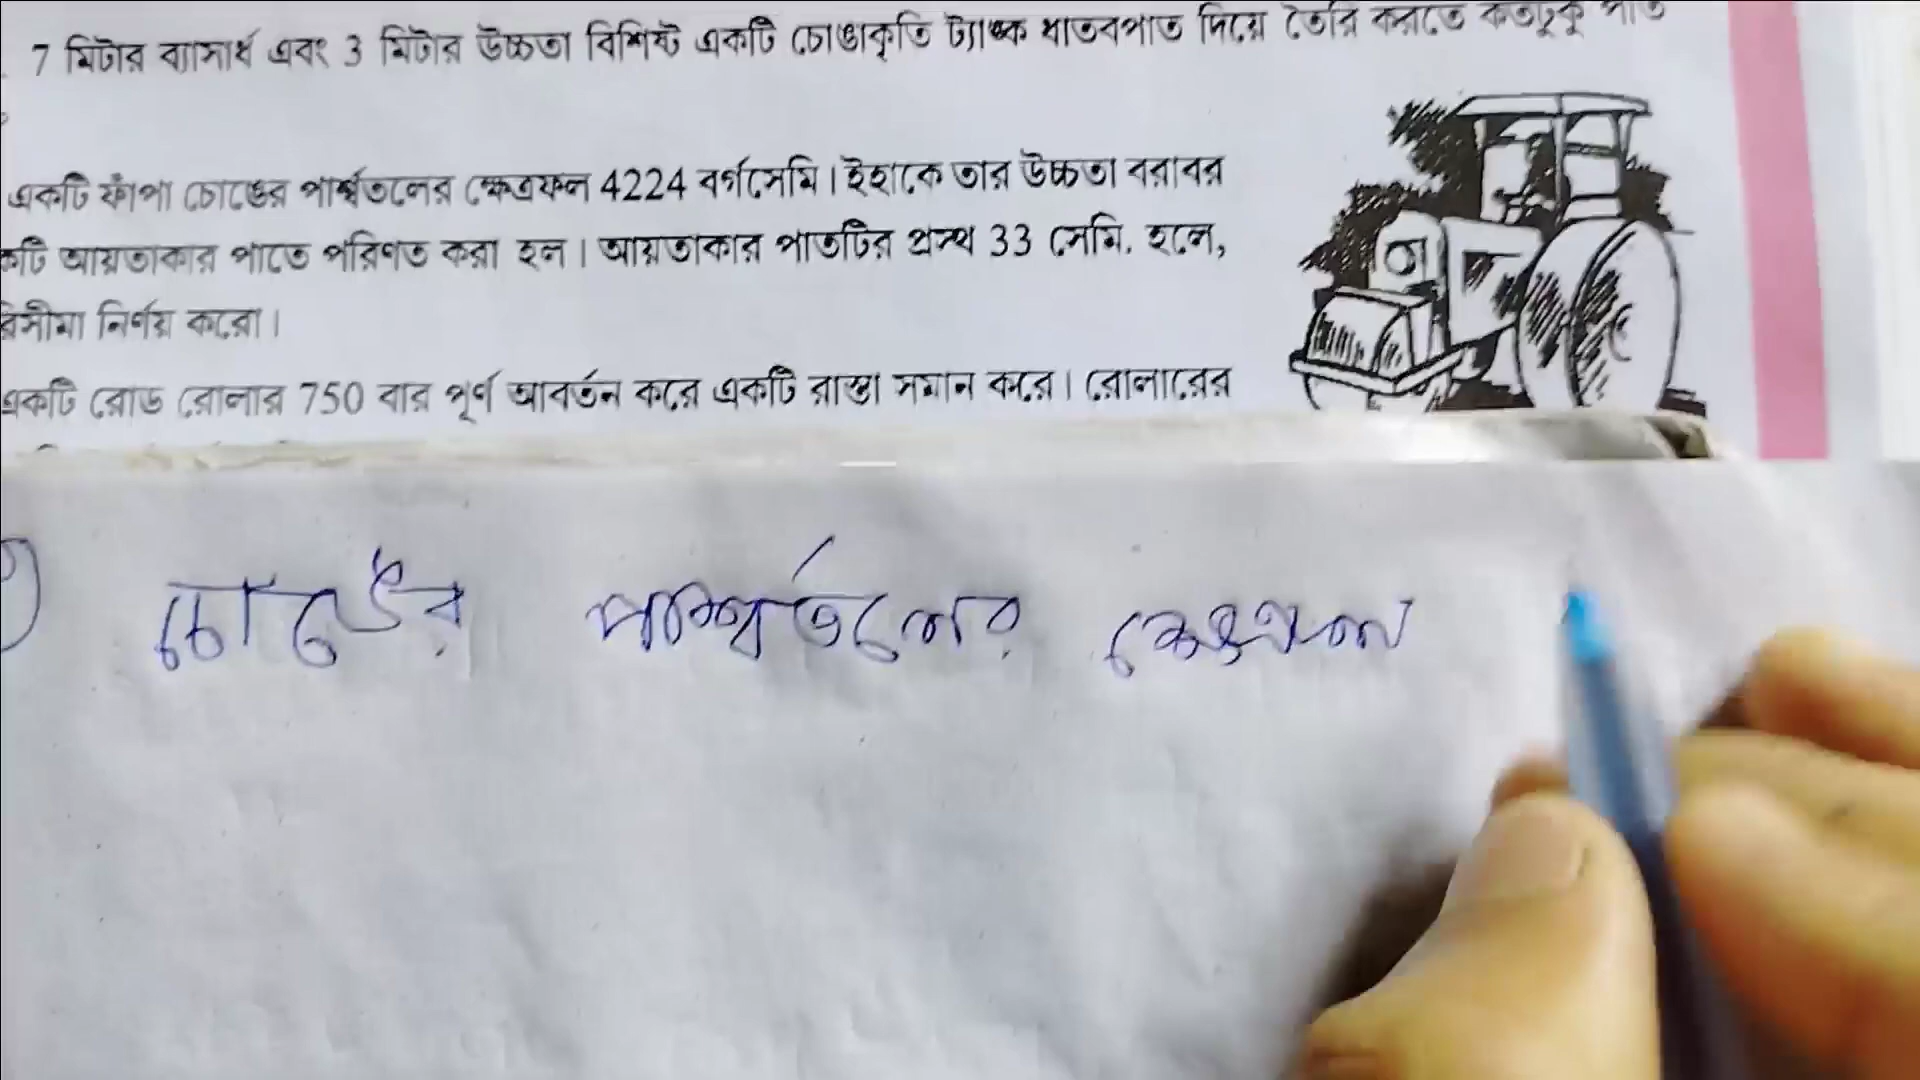 7 মিটার ব্যাসার্ধ এবং 3 মিটার উচ্চতা বিশিষ্ট একটি চোঙাকৃতি ট্যাঙ্ক ধাতবপাত দিয়ে তৈরি করতে কতটুকু পাত
একটি ফাঁপা চোঙের পার্শ্বতলের ক্ষেত্রফল 4224 বর্গসেমি। ইহাকে তার উচ্চতা বরাবর
কটি আয়তাকার পাতে পরিণত করা হল। আয়তাকার পাতটির প্রস্থ 33 সেমি. হলে,
রিসীমা নির্ণয় করো।
একটি রোড রোলার 750 বার পূর্ণ আবর্তন করে একটি রাস্তা সমান করে। রোলারের
চোঙের পার্শ্বতলের ক্ষেত্রফল